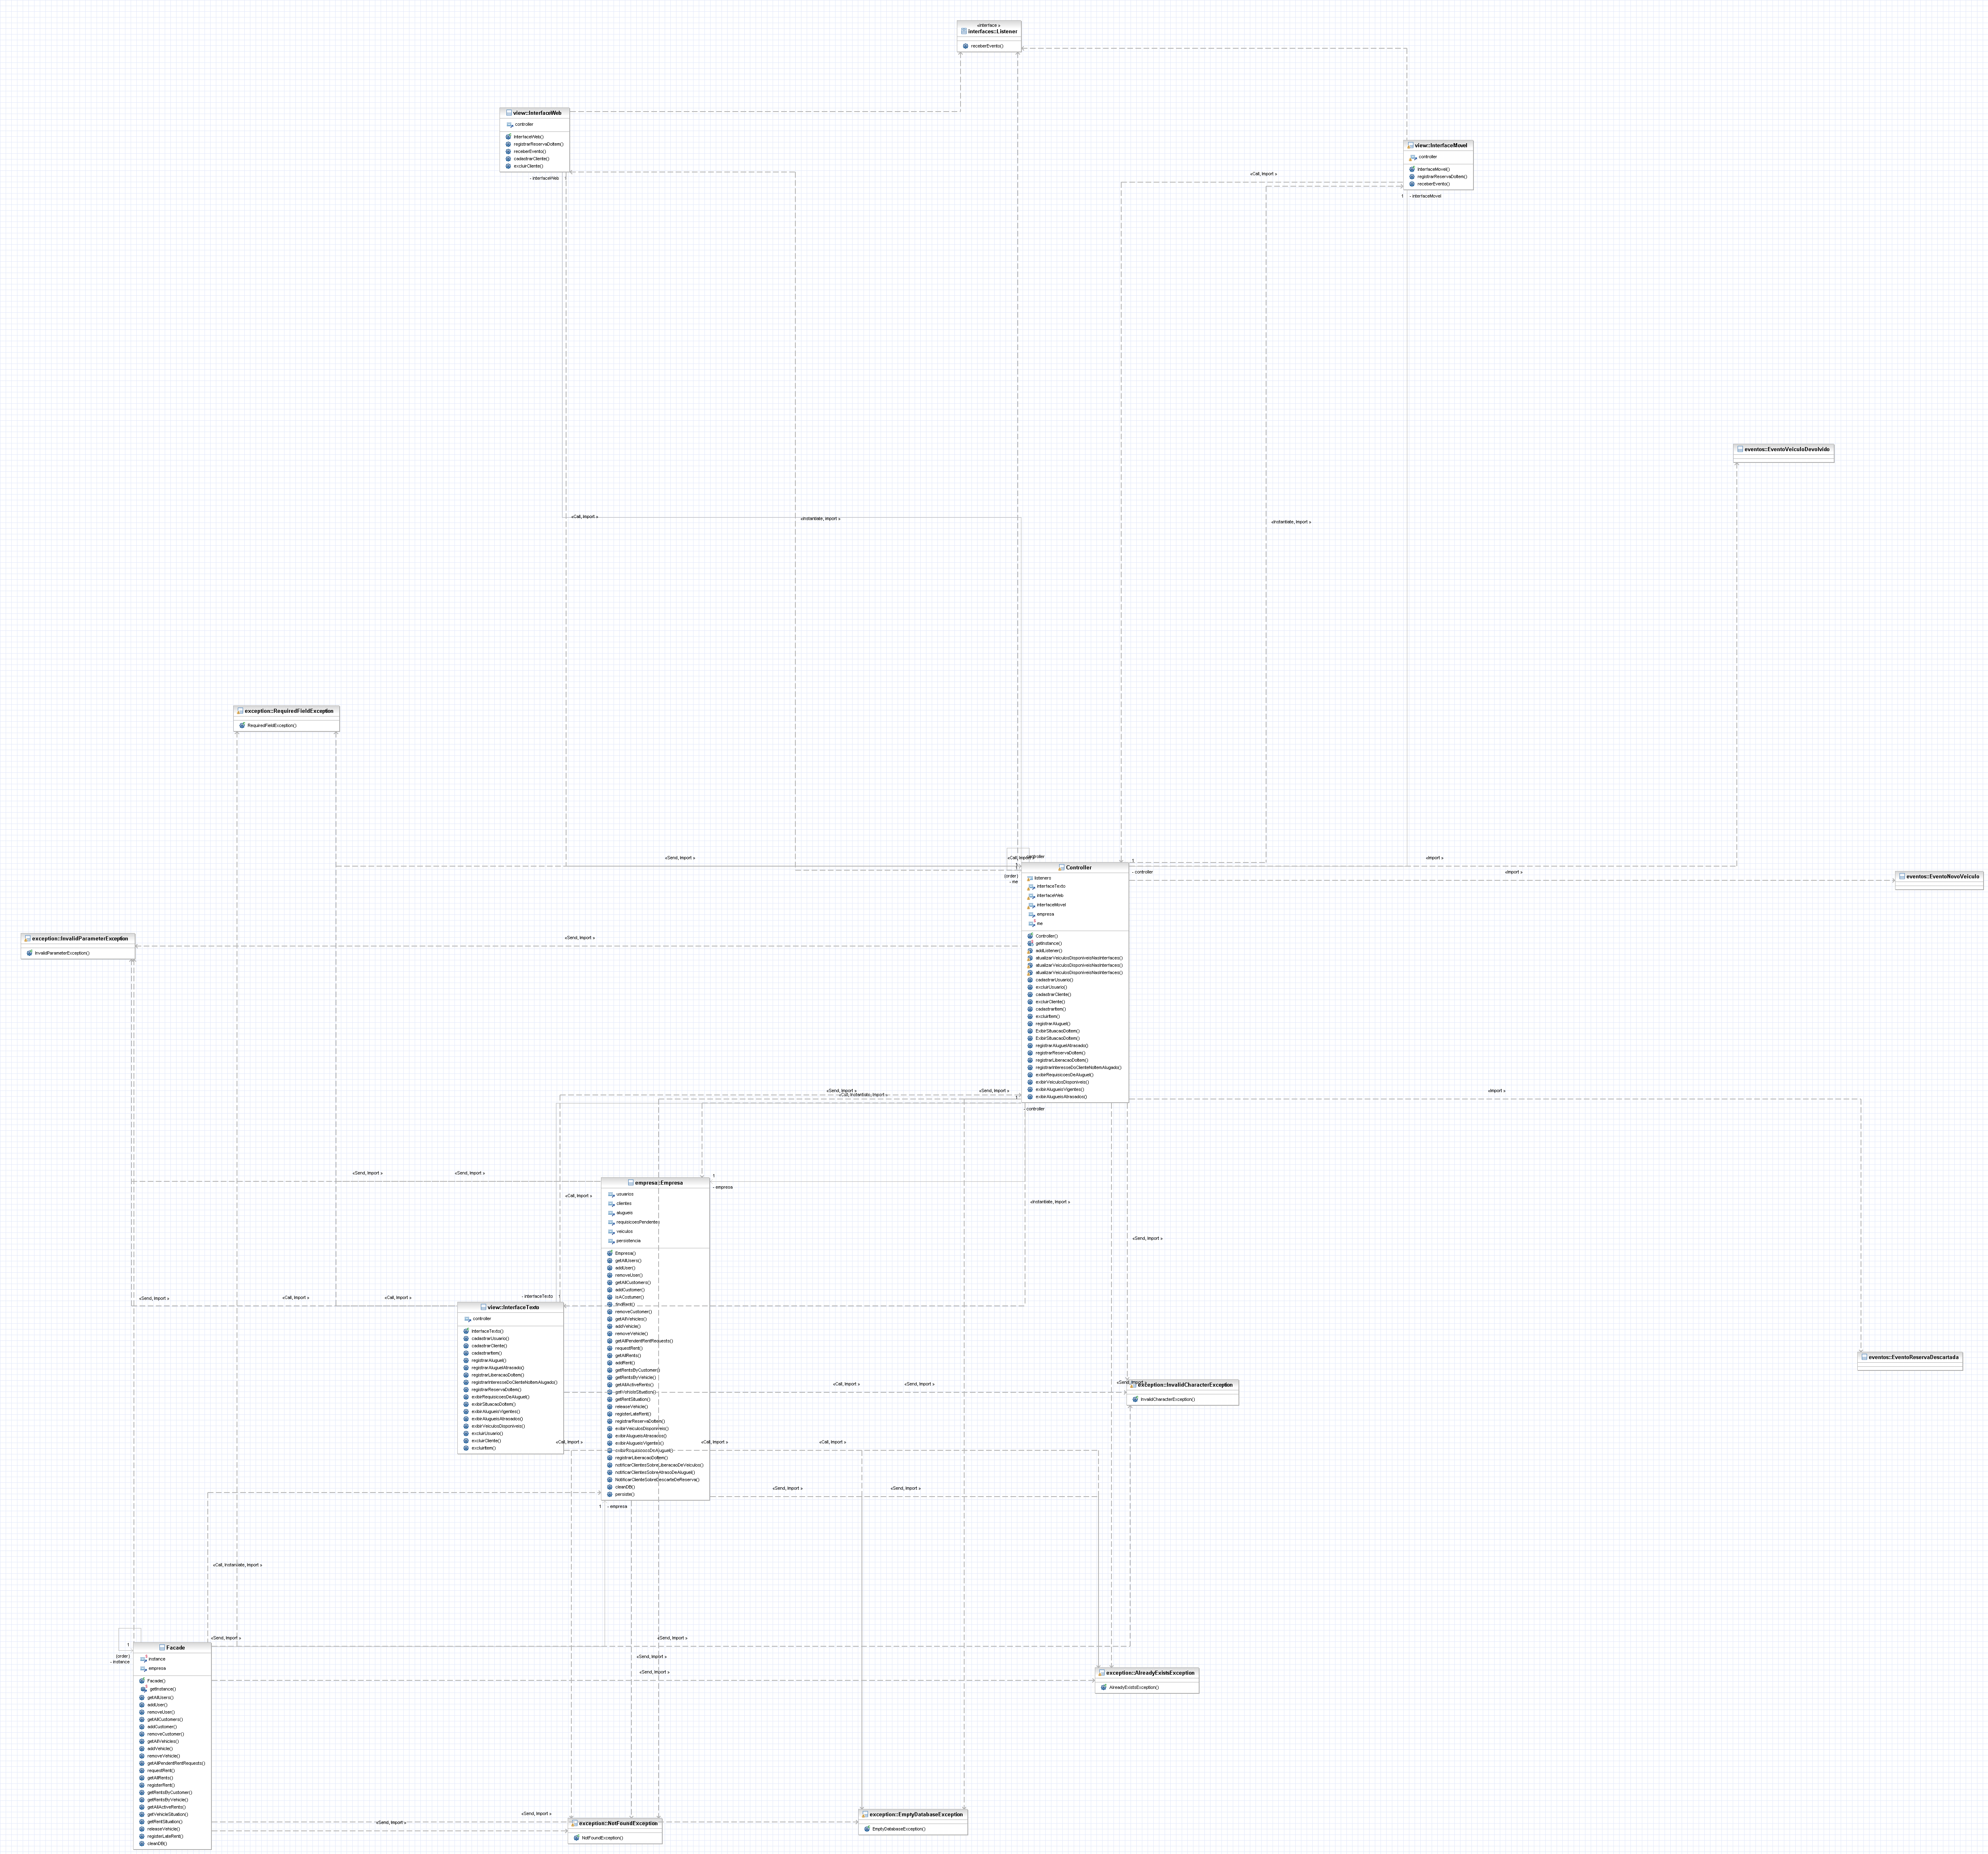 «interface »
interfaces::Listener
receberEvento()
view::InterfaceWeb
controller
InterfaceWeb()
registrarReservaDoItem()
receberEvento()
cadastrarCliente()
excluirCliente()
- interfaceWeb
1
view::InterfaceMovel
controller
InterfaceMovel()
registrarReservaDoItem()
receberEvento()
«Call, Import »
1
- interfaceMovel
eventos::EventoVeiculoDevolvido
«Call, Import »
«Instantiate, Import »
«Instantiate, Import »
exception::RequiredFieldException
RequiredFieldException()
«Send, Import »
«Call, Import »
- controller
1
«Import »
Controller
listeners
interfaceTexto
interfaceWeb
interfaceMovel
empresa
me
Controller()
getInstance()
addListener()
atualizarVeiculosDisponiveisNasInterfaces()
atualizarVeiculosDisponiveisNasInterfaces()
atualizarVeiculosDisponiveisNasInterfaces()
cadastrarUsuario()
excluirUsuario()
cadastrarCliente()
excluirCliente()
cadastrarItem()
excluirItem()
registrarAluguel()
ExibirSituacaoDoItem()
ExibirSituacaoDoItem()
registrarAluguelAtrasado()
registrarReservaDoItem()
registrarLiberacaoDoItem()
registrarInteresseDoClienteNoItemAlugado()
exibirRequisicoesDeAluguel()
exibirVeiculosDisponiveis()
exibirAlugueisVigentes()
exibirAlugueisAtrasados()
{order}
- me
1
- controller
«Import »
eventos::EventoNovoVeiculo
exception::InvalidParameterException
InvalidParameterException()
«Send, Import »
«Send, Import »
«Call, Instantiate, Import »
«Send, Import »
1
- controller
«Import »
«Send, Import »
«Send, Import »
1
- empresa
«Call, Import »
«Instantiate, Import »
«Send, Import »
empresa::Empresa
usuarios
clientes
alugueis
requisicoesPendentes
veiculos
persistencia
Empresa()
getAllUsers()
addUser()
removeUser()
getAllCustomers()
addCustomer()
isACostumer()
findRent()
removeCustomer()
getAllVehicles()
addVehicle()
removeVehicle()
getAllPendentRentRequests()
requestRent()
getAllRents()
addRent()
getRentsByCustomer()
getRentsByVehicle()
getAllActiveRents()
getVehicleSituation()
getRentSituation()
releaseVehicle()
registerLateRent()
registrarReservaDoItem()
exibirVeiculosDisponiveis()
exibirAlugueisAtrasados()
exibirAlugueisVigentes()
exibirRequisicoesDeAluguel()
registrarLiberacaoDoItem()
notificarClientesSobreLiberacaoDeVeiculos()
notificarClientesSobreAtrasoDeAluguel()
NotificarClienteSobreDescarteDeReserva()
cleanDB()
persiste()
«Send, Import »
«Call, Import »
«Call, Import »
- interfaceTexto
view::InterfaceTexto
controller
InterfaceTexto()
cadastrarUsuario()
cadastrarCliente()
cadastrarItem()
registrarAluguel()
registrarAluguelAtrasado()
registrarLiberacaoDoItem()
registrarInteresseDoClienteNoItemAlugado()
registrarReservaDoItem()
exibirRequisicoesDeAluguel()
exibirSituacaoDoItem()
exibirAlugueisVigentes()
exibirAlugueisAtrasados()
exibirVeiculosDisponiveis()
excluirUsuario()
excluirCliente()
excluirItem()
eventos::EventoReservaDescartada
«Call, Import »
«Send, Import »
«Send, Import »
exception::InvalidCharacterException
InvalidCharacterException()
«Call, Import »
«Call, Import »
«Call, Import »
«Send, Import »
«Send, Import »
1
- empresa
«Call, Instantiate, Import »
«Send, Import »
«Send, Import »
«Send, Import »
«Send, Import »
1
{order}
- instance
Facade
instance
empresa
Facade()
getInstance()
getAllUsers()
addUser()
removeUser()
getAllCustomers()
addCustomer()
removeCustomer()
getAllVehicles()
addVehicle()
removeVehicle()
getAllPendentRentRequests()
requestRent()
getAllRents()
registerRent()
getRentsByCustomer()
getRentsByVehicle()
getAllActiveRents()
getVehicleSituation()
getRentSituation()
releaseVehicle()
registerLateRent()
cleanDB()
exception::AlreadyExistsException
AlreadyExistsException()
«Send, Import »
«Send, Import »
exception::NotFoundException
NotFoundException()
exception::EmptyDatabaseException
EmptyDatabaseException()